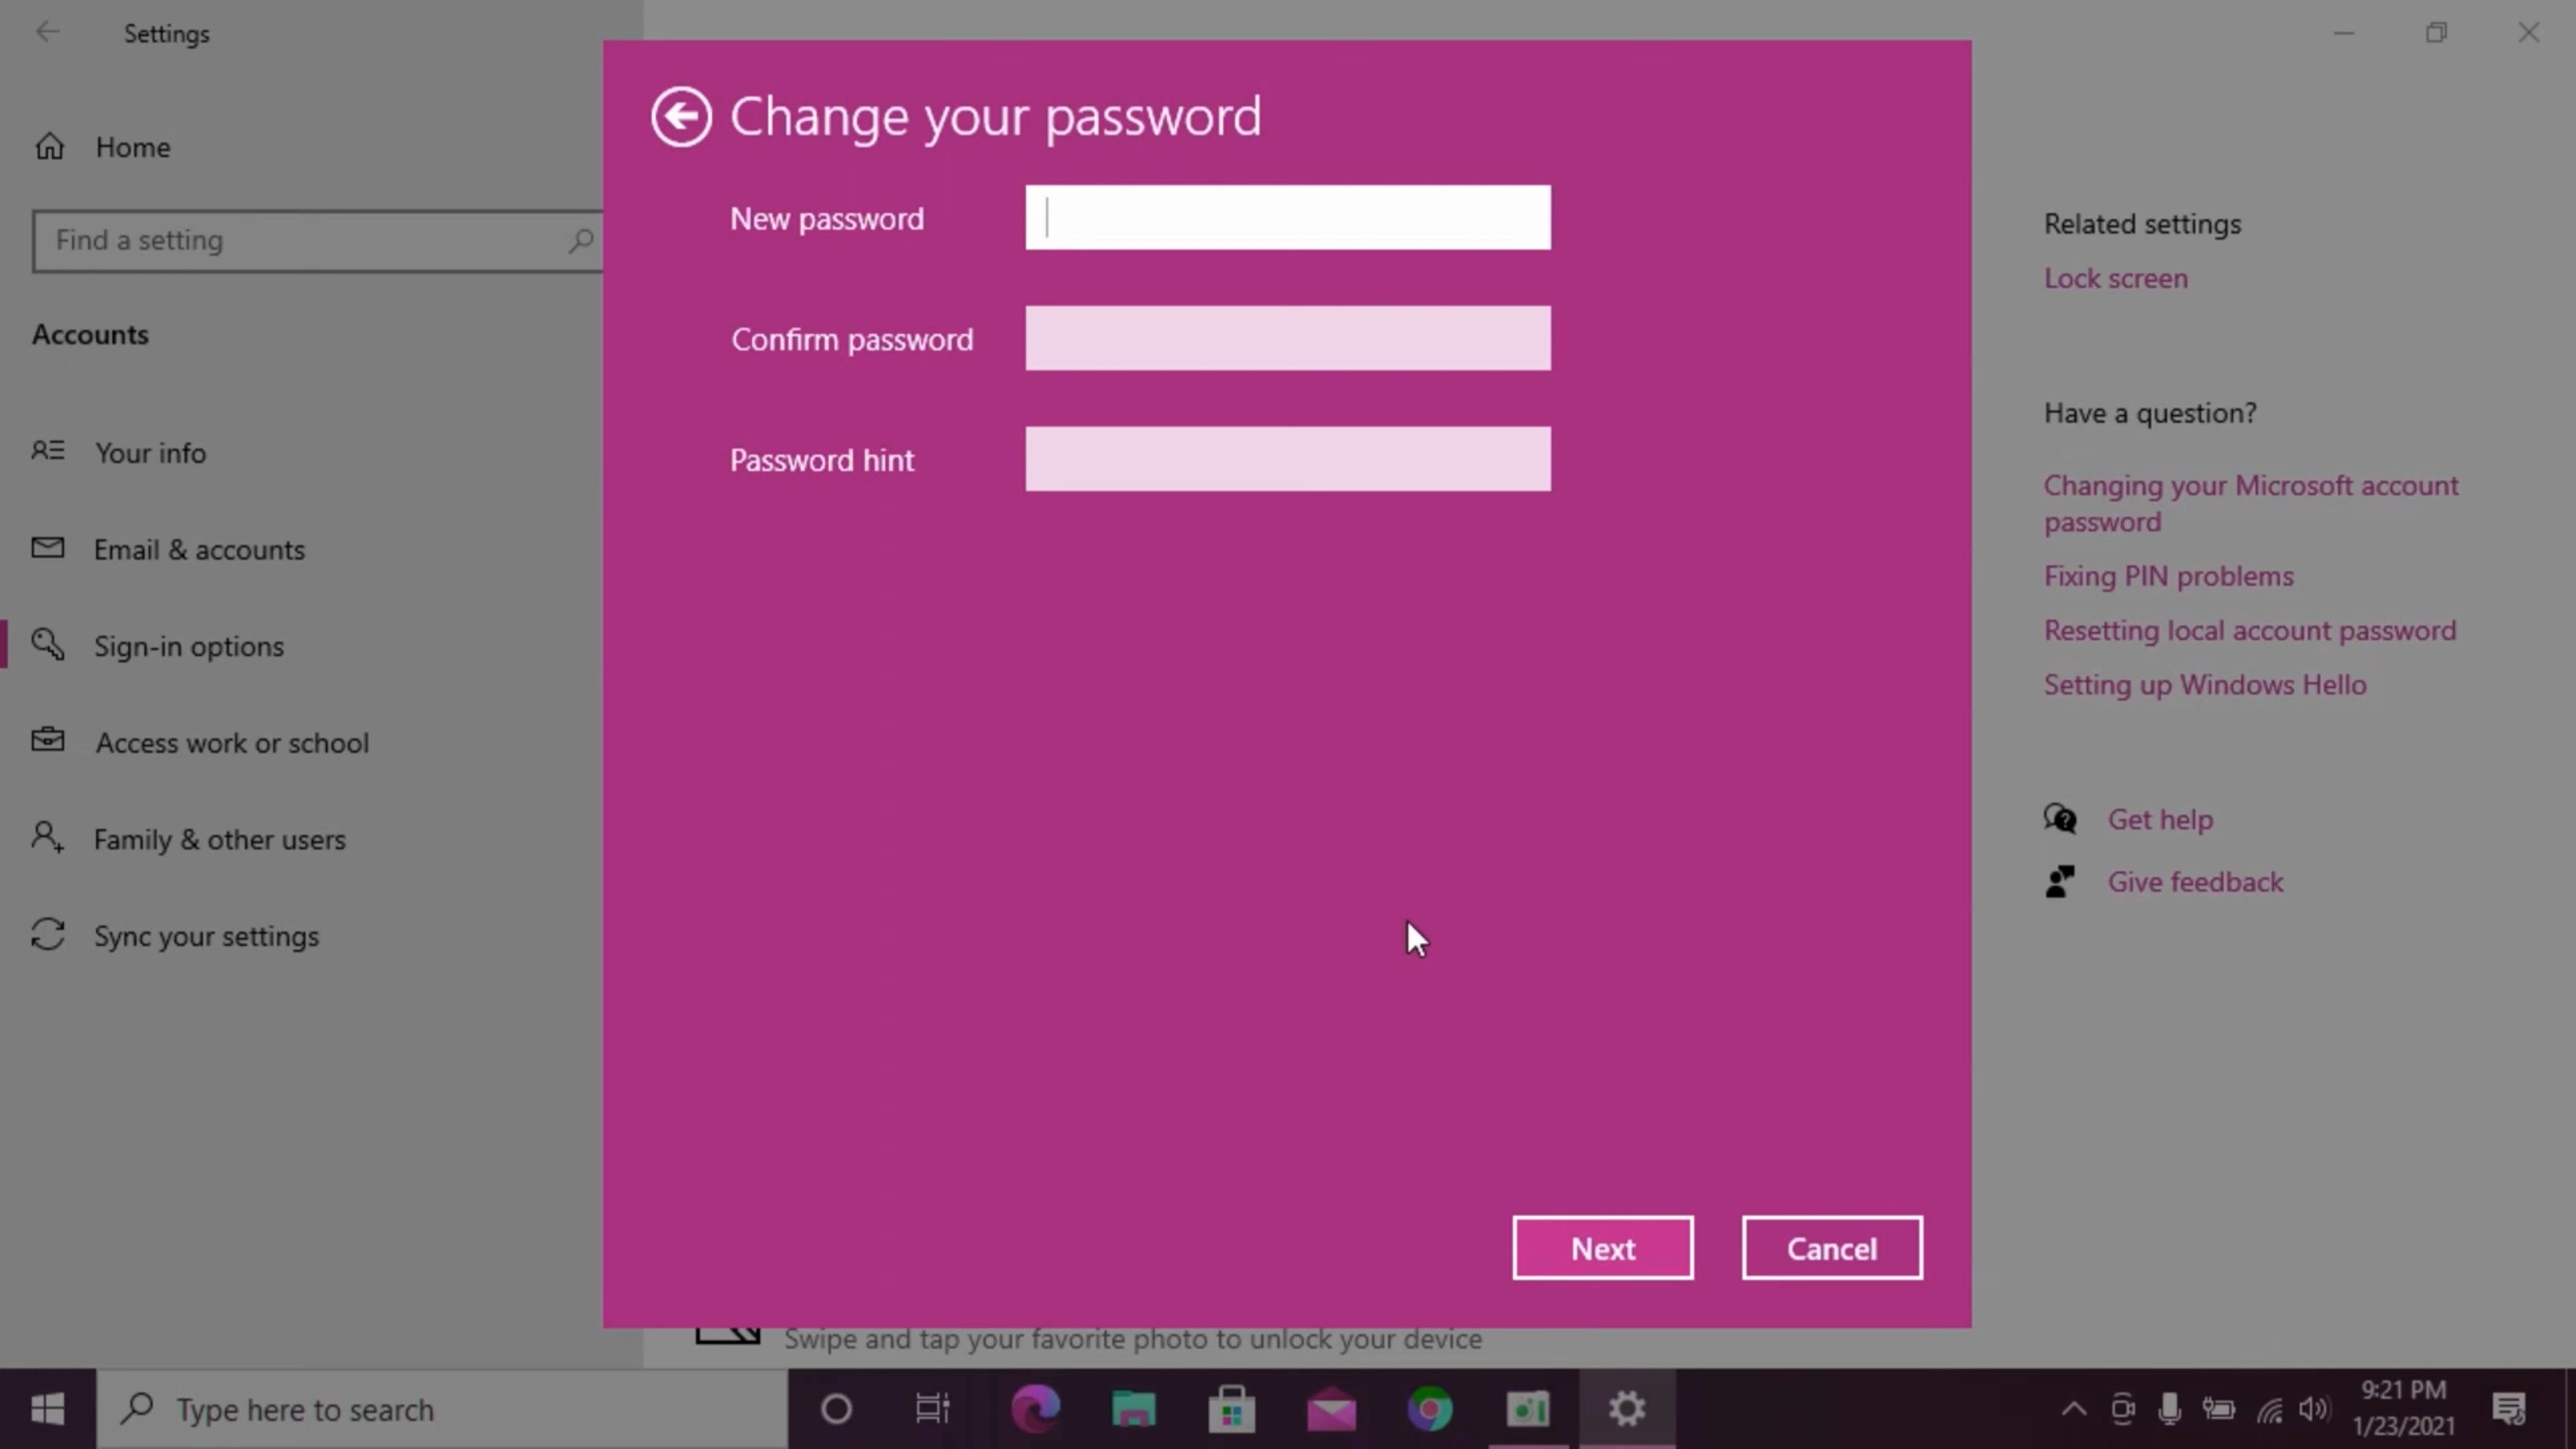 Settings
Home
Find a setting
Accounts
Your info
Email & accounts
Sign-in options
Access work or school
Family & other users
Sync your settings
Change your password
New password
Confirm password
Password hint
Next
Cancel
Swipe and tap your favorite photo to unlock your device
Related settings
Lock screen
Have a question?
Changing your Microsoft account
password
Fixing PIN problems
Resetting local account password
Setting up Windows Hello
Get help
Give feedback
Type here to search
9:21 PM
1/23/2021